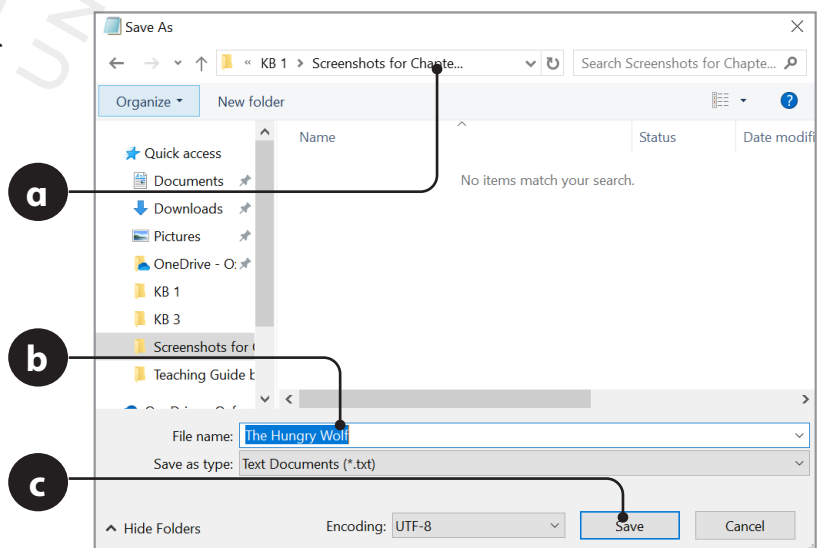 UN
Save As
« KB 1 > Screenshots for Chapte...
Search Screenshots for Chapte...
Organize
New folder
Name
Status
Date modifi
Quick access
No items match your search.
Documents
a
Downloads
Pictures
OneDrive - O:
KB 1
KB 3
Screenshots for
b
Teaching Guide b
File name: The Hungry Wolf
Save as type: Text Documents (*.txt)
c
Hide Folders
Encoding: UTF-8
Save
Cancel